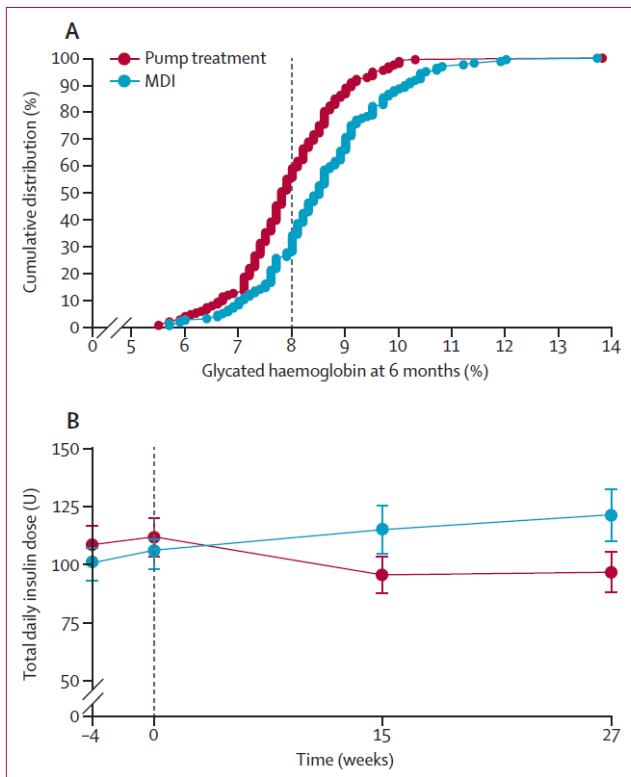 A
Pump treatment
MDI
100
90
80
70
60
50
40
30
20
10
0
Cumulative distribution (%)
0 5 6 7 8 9 10 11 12 13 14
Glycated haemoglobin at 6 months (%)
B
150
125
100
75
50
0
Total daily insulin dose (U)
–4 0 15 27
Time (weeks)